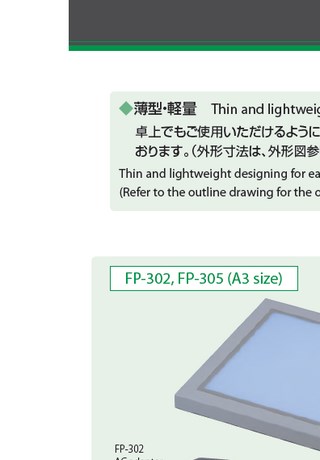 ◆薄型・軽量 Thin and lightweig
卓上でもご使用いただけるように
おります。（外形寸法は、外形図参
Thin and lightweight designing for ea
(Refer to the outline drawing for the o
FP-302, FP-305 (A3 size)
FP-302